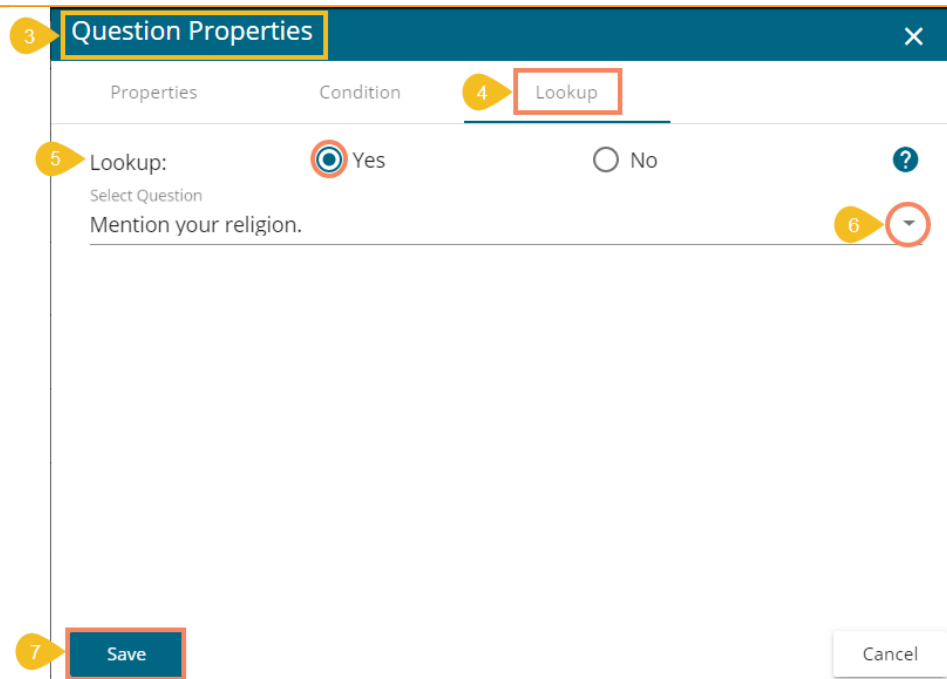 3 Question Properties
Properties Condition 4 Lookup
5 Lookup: Yes No ?
Select Question
Mention your religion. 6
7 Save Cancel